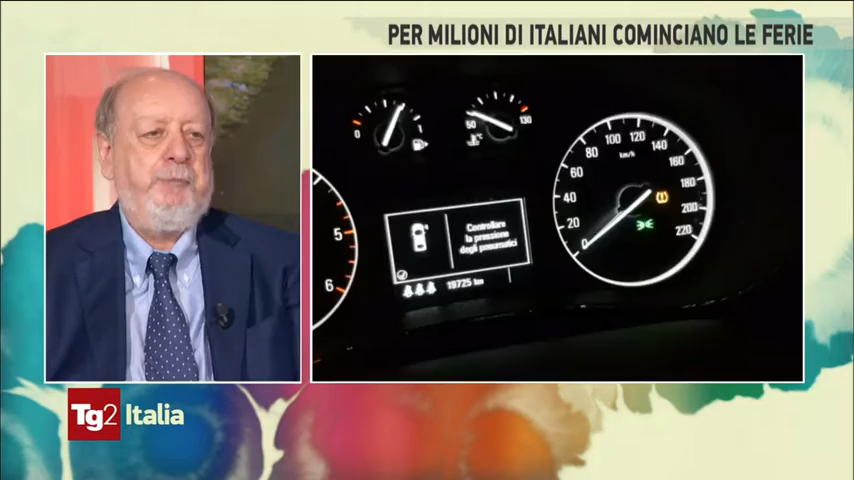 PER MILIONI DI ITALIANI COMINCIANO LE FERIE
0
1
50
°C
130
5
6
Controllare
la pressione
degli pneumatici
19725 km
0
20
40
60
80
100
120
140
160
180
200
220
km/h
Tg2 Italia